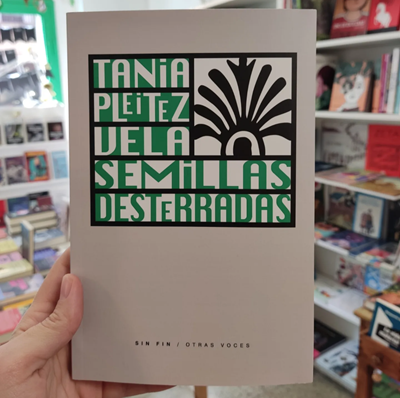 TANiA
PLEiTEZ
VELA
SEMiLLAS
DESTERRADAS
SIN FIN / OTRAS VOCES